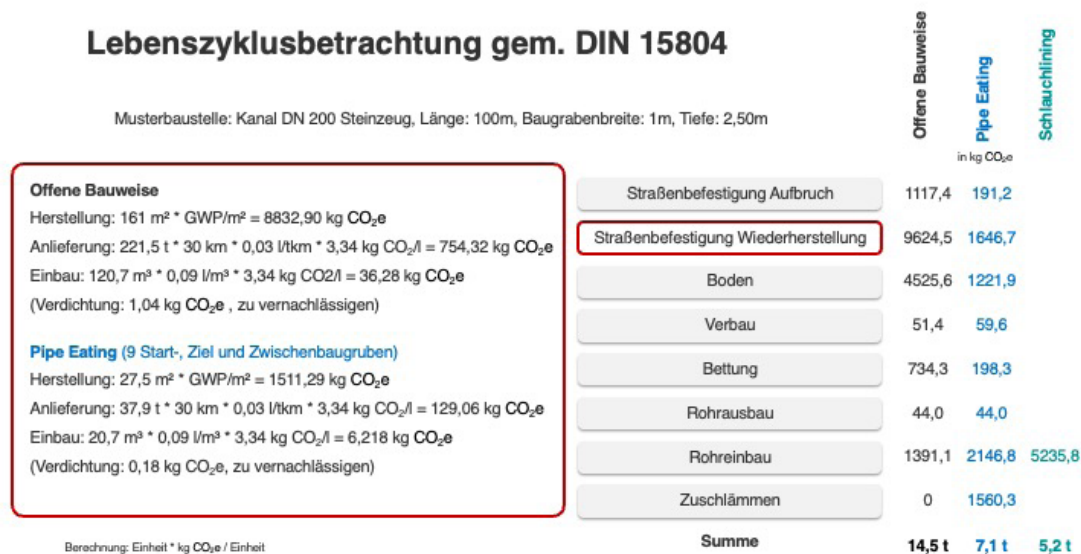 Lebenszyklusbetrachtung gem. DIN 15804
Musterbaustelle: Kanal DN 200 Steinzeug, Länge: 100m, Baugrabenbreite: 1m, Tiefe: 2,50m
Offene Bauweise
Pipe Eating
Schlauchlining
in kg CO₂e
Offene Bauweise
Herstellung: 161 m² * GWP/m² = 8832,90 kg CO₂e
Anlieferung: 221,5 t * 30 km * 0,03 l/tkm * 3,34 kg CO₂/l = 754,32 kg CO₂e
Einbau: 120,7 m³ * 0,09 l/m³ * 3,34 kg CO2/l = 36,28 kg CO₂e
(Verdichtung: 1,04 kg CO₂e , zu vernachlässigen)
Pipe Eating (9 Start-, Ziel und Zwischenbaugruben)
Herstellung: 27,5 m² * GWP/m² = 1511,29 kg CO₂e
Anlieferung: 37,9 t * 30 km * 0,03 l/tkm * 3,34 kg CO₂/l = 129,06 kg CO₂e
Einbau: 20,7 m³ * 0,09 l/m³ * 3,34 kg CO₂/l = 6,218 kg CO₂e
(Verdichtung: 0,18 kg CO₂e, zu vernachlässigen)
Straßenbefestigung Aufbruch 1117,4 191,2
Straßenbefestigung Wiederherstellung 9624,5 1646,7
Boden 4525,6 1221,9
Verbau 51,4 59,6
Bettung 734,3 198,3
Rohrausbau 44,0 44,0
Rohreinbau 1391,1 2146,8 5235,8
Zuschlämmen 0 1560,3
Summe 14,5 t 7,1 t 5,2 t
Berechnung: Einheit * kg CO₂e / Einheit